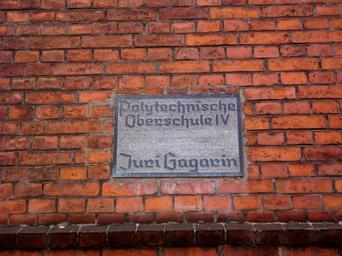 Polytechnische
Oberschule IV
Juri Gagarin